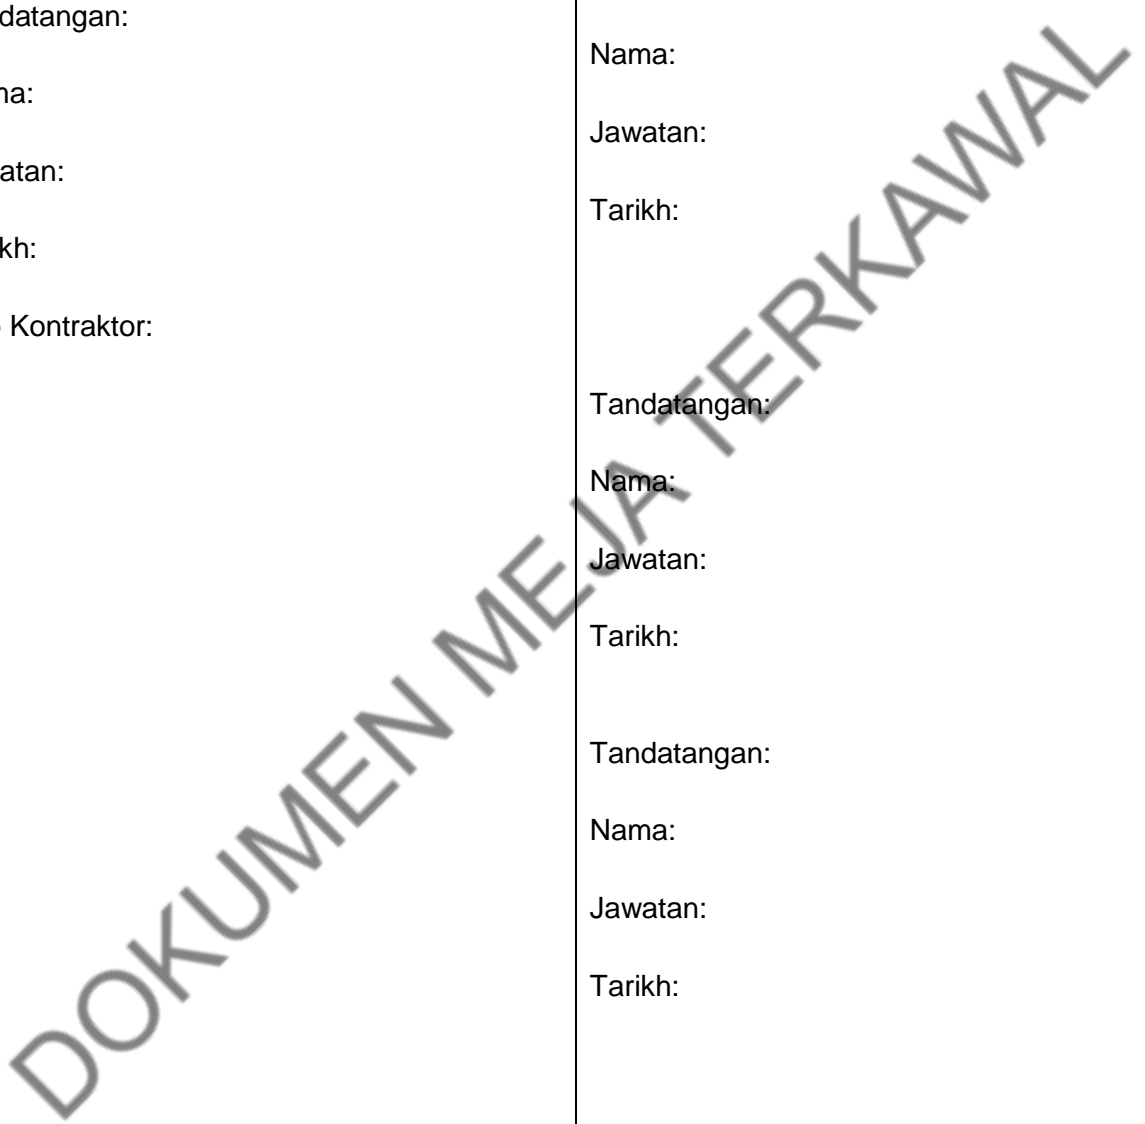 datangan:
na:
atan:
kh:
Kontraktor:
Nama:
Jawatan:
Tarikh:
Tandatangan:
Nama:
Jawatan:
Tarikh:
Tandatangan:
Nama:
Jawatan:
Tarikh:
DOKUMEN MEJA TERKAWAL